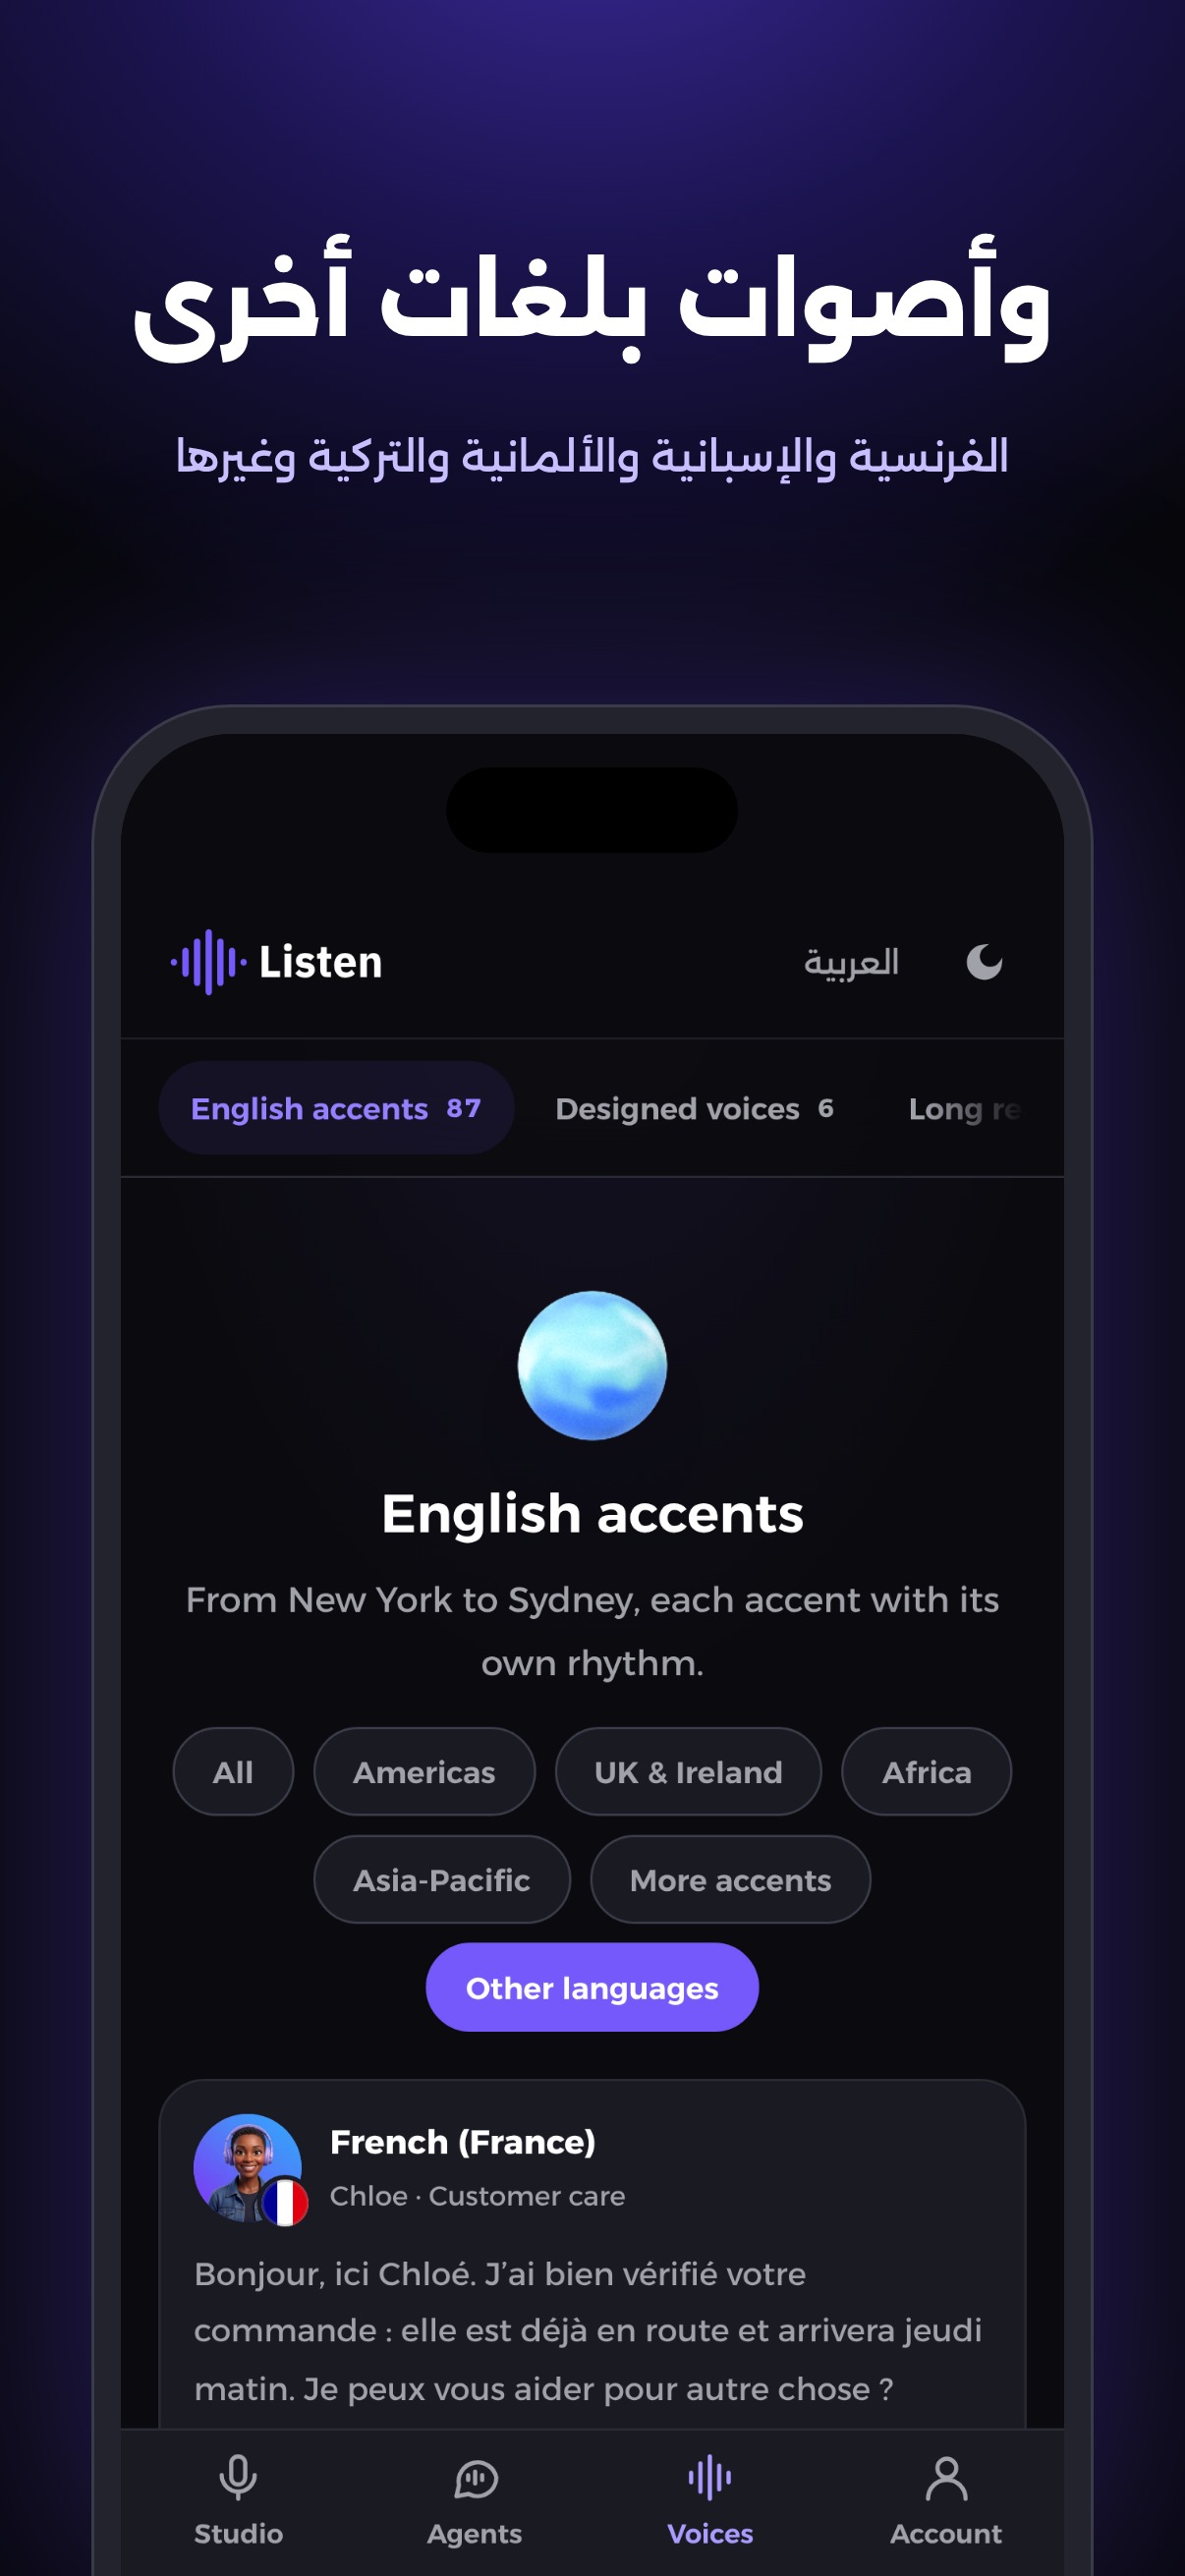 وأصوات بلغات أخرى
الفرنسية والإسبانية والألمانية والتركية وغيرها
Listen
العربية
English accents 87
Designed voices 6
Long
English accents
From New York to Sydney, each accent with its
own rhythm.
All
Americas
UK & Ireland
Africa
Asia-Pacific
More accents
Other languages
French (France)
Chloe · Customer care
Bonjour, ici Chloé. J’ai bien vérifié votre
commande : elle est déjà en route et arrivera jeudi
matin. Je peux vous aider pour autre chose ?
Studio
Agents
Voices
Account